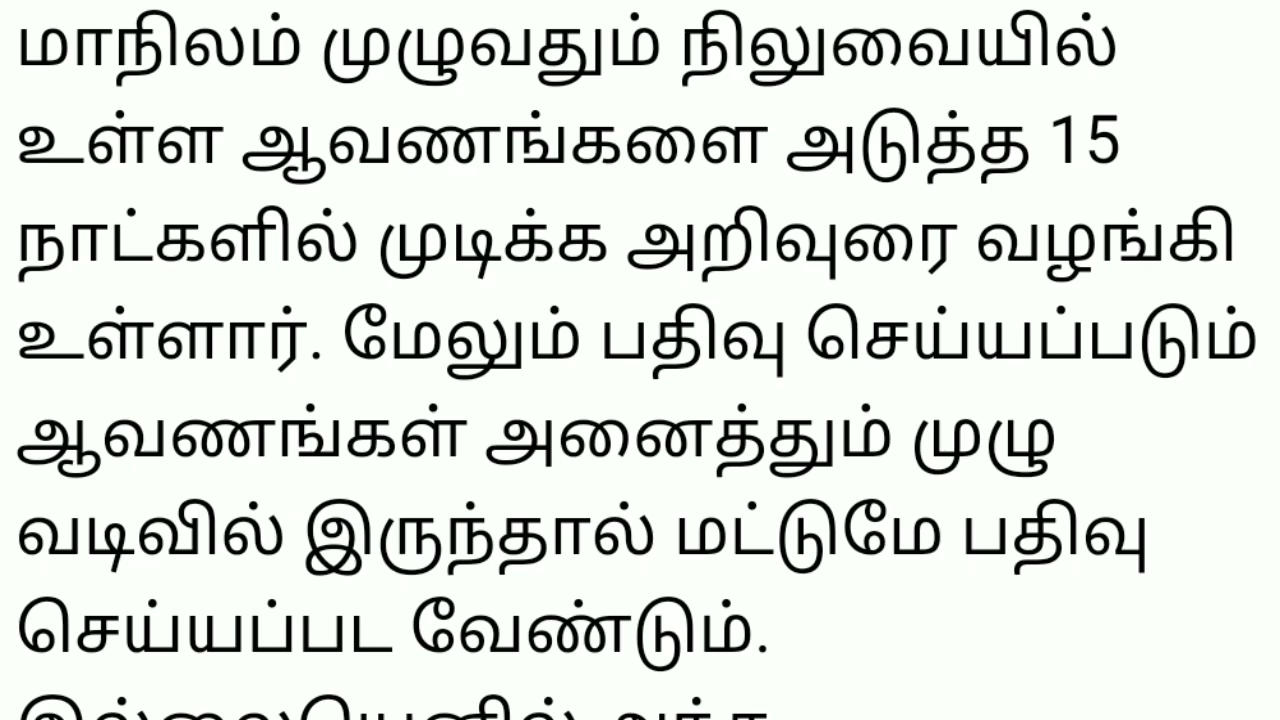 மாநிலம் முழுவதும் நிலுவையில்
உள்ள ஆவணங்களை அடுத்த 15
நாட்களில் முடிக்க அறிவுரை வழங்கி
உள்ளார். மேலும் பதிவு செய்யப்படும்
ஆவணங்கள் அனைத்தும் முழு
வடிவில் இருந்தால் மட்டுமே பதிவு
செய்யப்பட வேண்டும்.
இல்லையெனில்